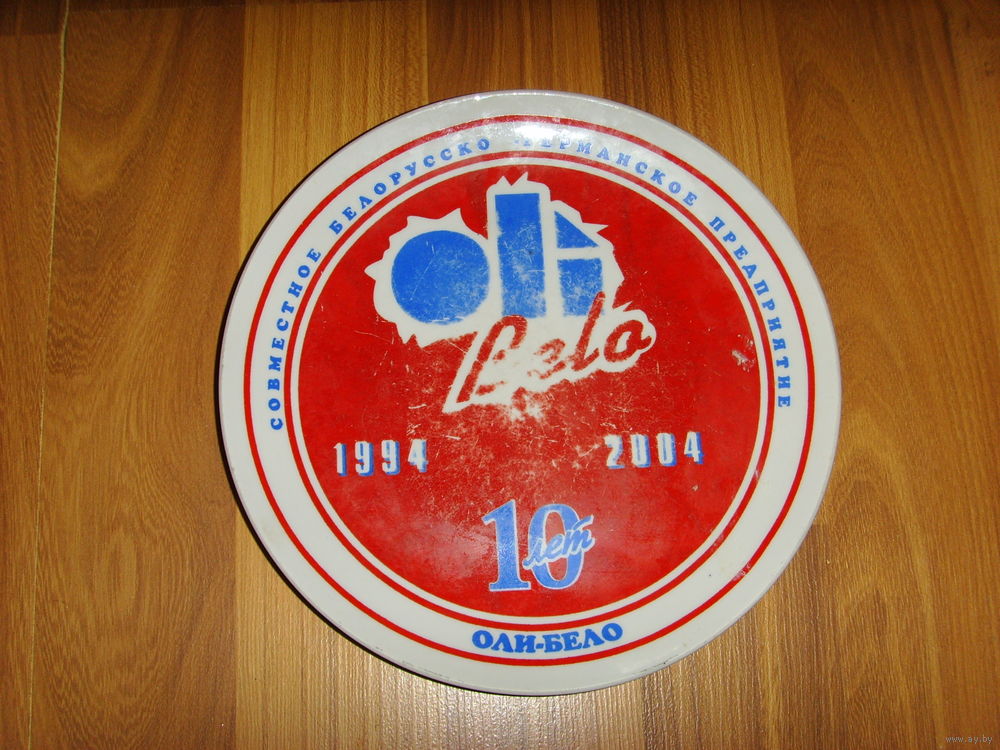 СОВМЕСТНОЕ БЕЛОРУССКО ГЕРМАНСКОЕ ПРЕДПРИЯТИЕ
oli
Belo
1994 2004
10 лет
ОЛИ-БЕЛО
www.ay.by